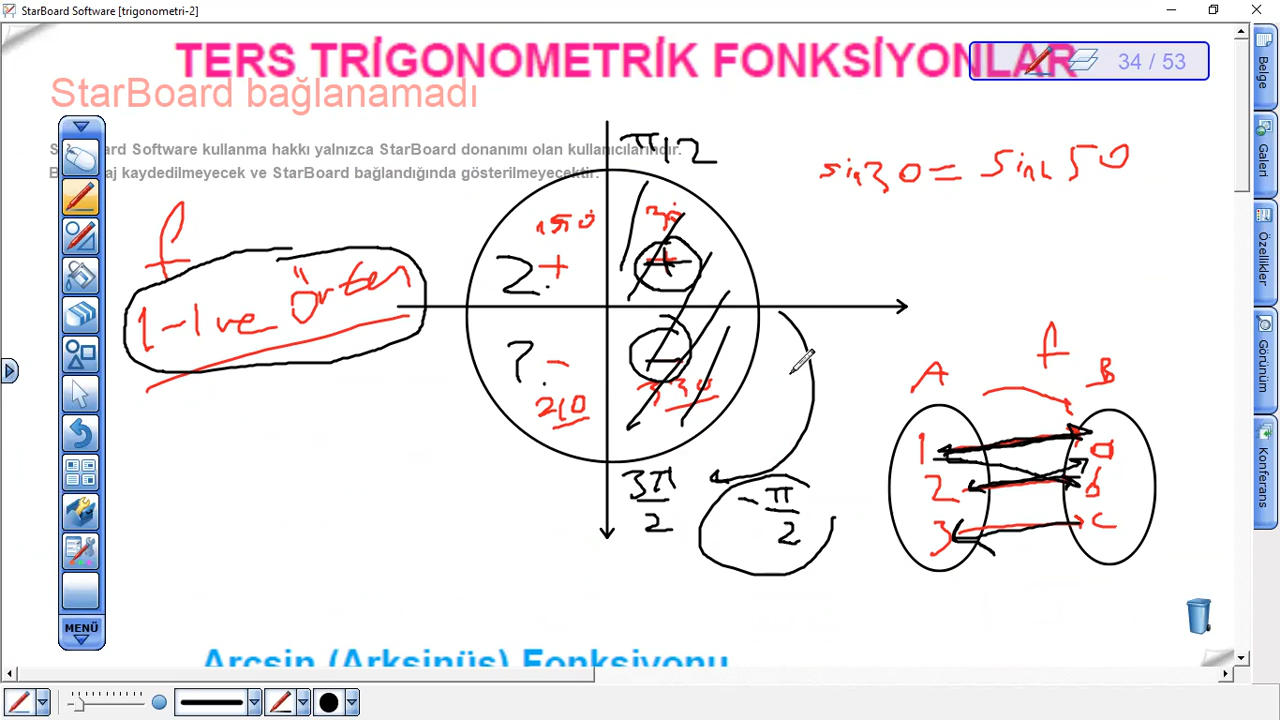 StarBoard Software [trigonometri-2]
TERS TRİGONOMETRİK FONKSİYONLAR
34 / 53
StarBoard bağlanamadı
ard Software kullanma hakkı yalnızca StarBoard donanımı olan kullanıcılarındır.
aj kaydedilmeyecek ve StarBoard bağlandığında gösterilmeyecektir.
π/2
sin30 = sin150
f
1-1 ve örten
150
30
2. +
+
? -
-
210
330
3π/2
-π/2
f
A B
1 a
2 b
3 c
Arcsin (Arksinüs) Fonksiyonu
MENÜ
Belge
Galeri
Özellikler
Görünüm
Konferans